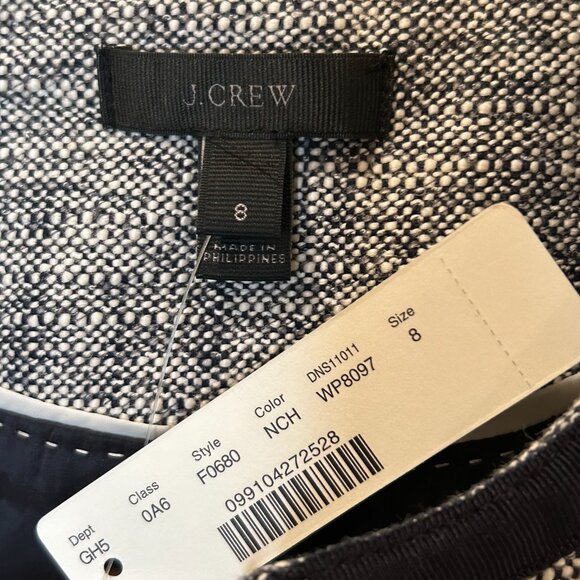 J.CREW
8
MADE IN
PHILIPPINES
Dept Class Style Color DNS11011 Size
GH5 0A6 F0680 NCH WP8097 8
099104272528